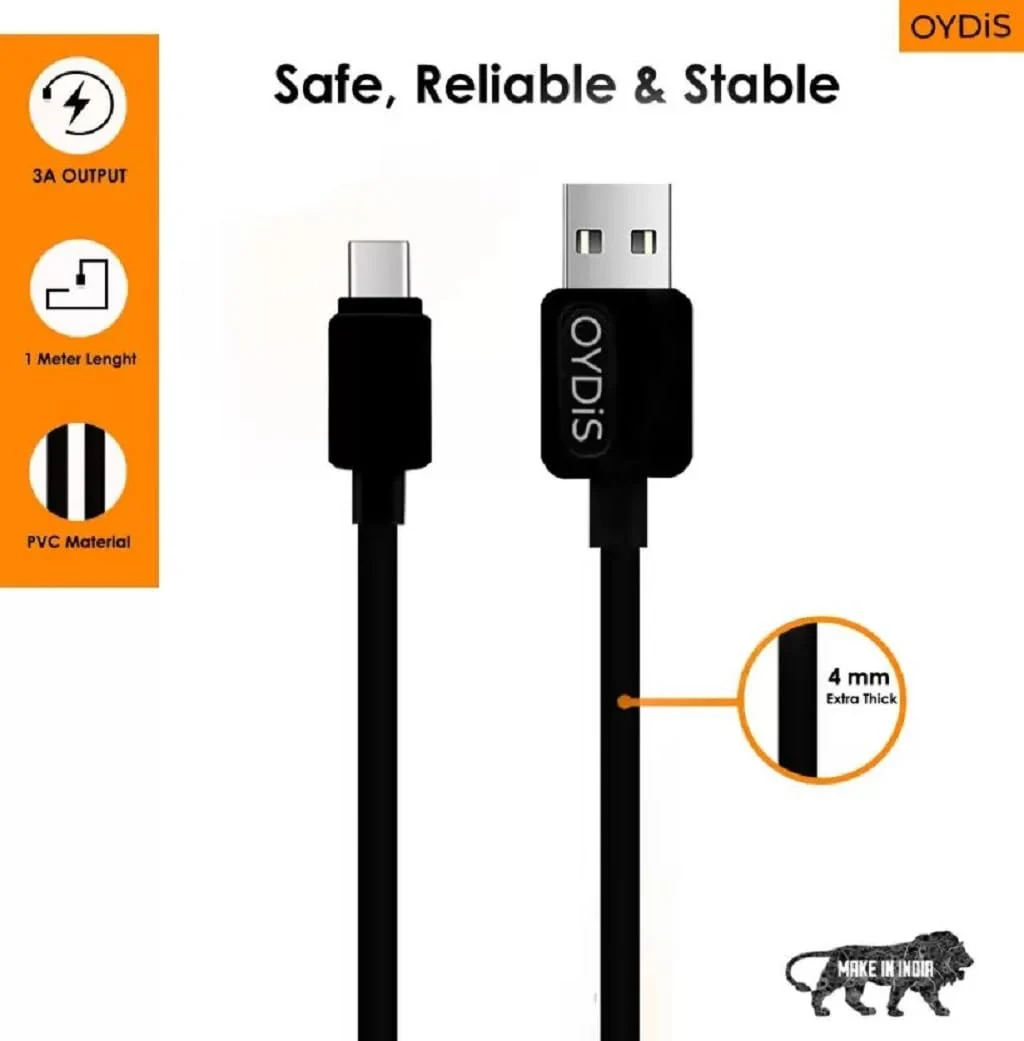 OYDiS
Safe, Reliable & Stable
3A OUTPUT
1 Meter Lenght
PVC Material
OYDiS
4 mm
Extra Thick
MAKE IN INDIA